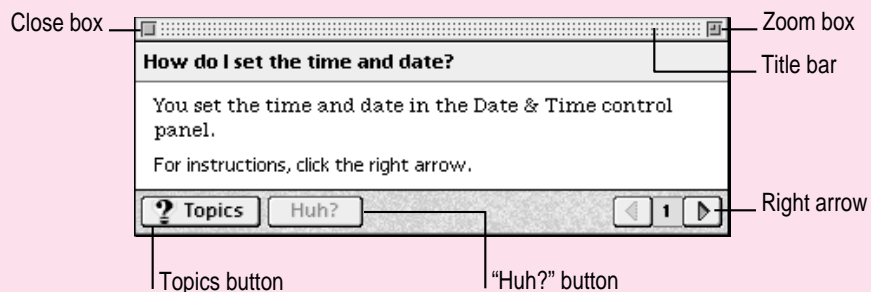 Close box
Zoom box
Title bar
How do I set the time and date?
You set the time and date in the Date & Time control
panel.
For instructions, click the right arrow.
? Topics
Huh?
1
Right arrow
Topics button
“Huh?” button